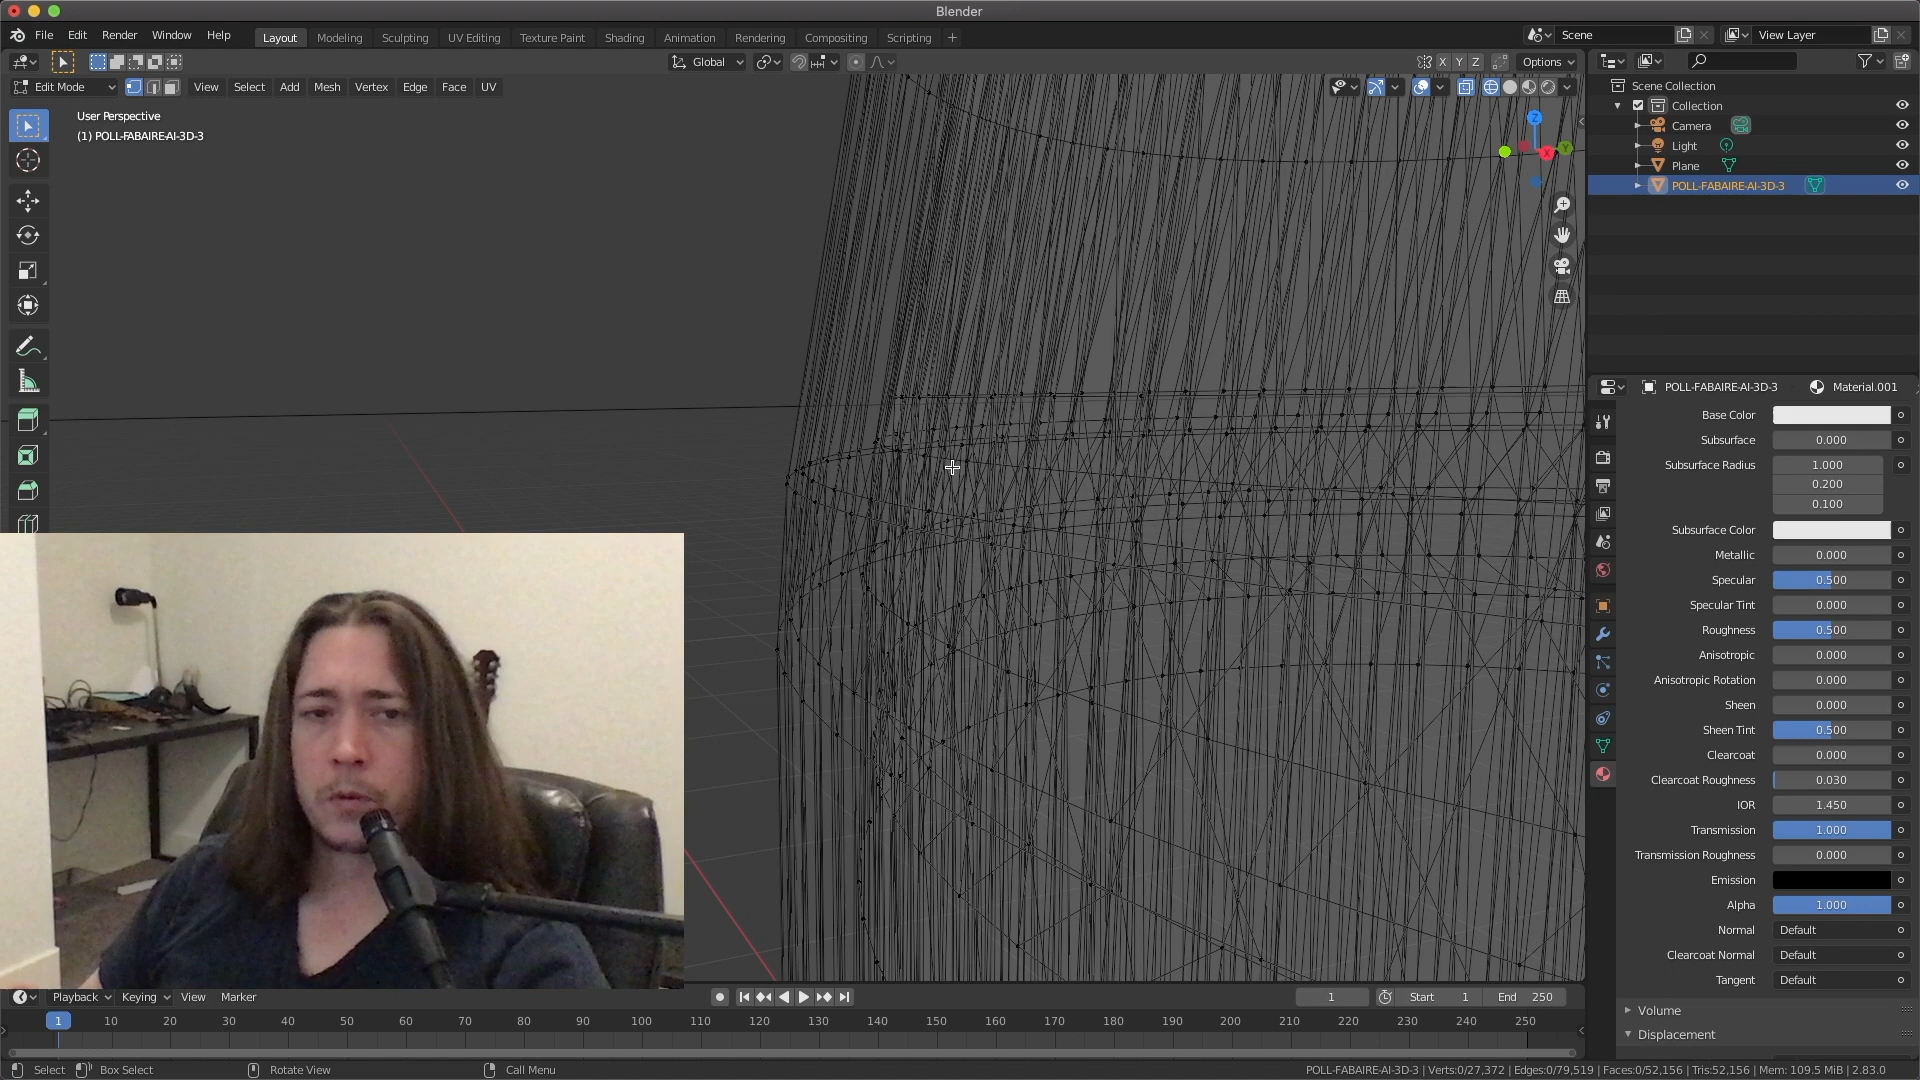 Blender
File Edit Render Window Help Layout Modeling Sculpting UV Editing Texture Paint Shading Animation Rendering Compositing Scripting + Scene View Layer
Global X Y Z Options
Edit Mode View Select Add Mesh Vertex Edge Face UV
User Perspective
(1) POLL-FABAIRE-AI-3D-3
Z
X
Y
Scene Collection
Collection
Camera
Light
Plane
POLL-FABAIRE-AI-3D-3
POLL-FABAIRE-AI-3D-3 Material.001
Base Color
Subsurface 0.000
Subsurface Radius 1.000
0.200
0.100
Subsurface Color
Metallic 0.000
Specular 0.500
Specular Tint 0.000
Roughness 0.500
Anisotropic 0.000
Anisotropic Rotation 0.000
Sheen 0.000
Sheen Tint 0.500
Clearcoat 0.000
Clearcoat Roughness 0.030
IOR 1.450
Transmission 1.000
Transmission Roughness 0.000
Emission
Alpha 1.000
Normal Default
Clearcoat Normal Default
Tangent Default
Volume
Displacement
Playback Keying View Marker 1 Start 1 End 250
1 10 20 30 40 50 60 70 80 90 100 110 120 130 140 150 160 170 180 190 200 210 220 230 240 250
Select Box Select Rotate View Call Menu POLL-FABAIRE-AI-3D-3 | Verts:0/27,372 | Edges:0/79,519 | Faces:0/52,156 | Tris:52,156 | Mem: 109.5 MiB | 2.83.0